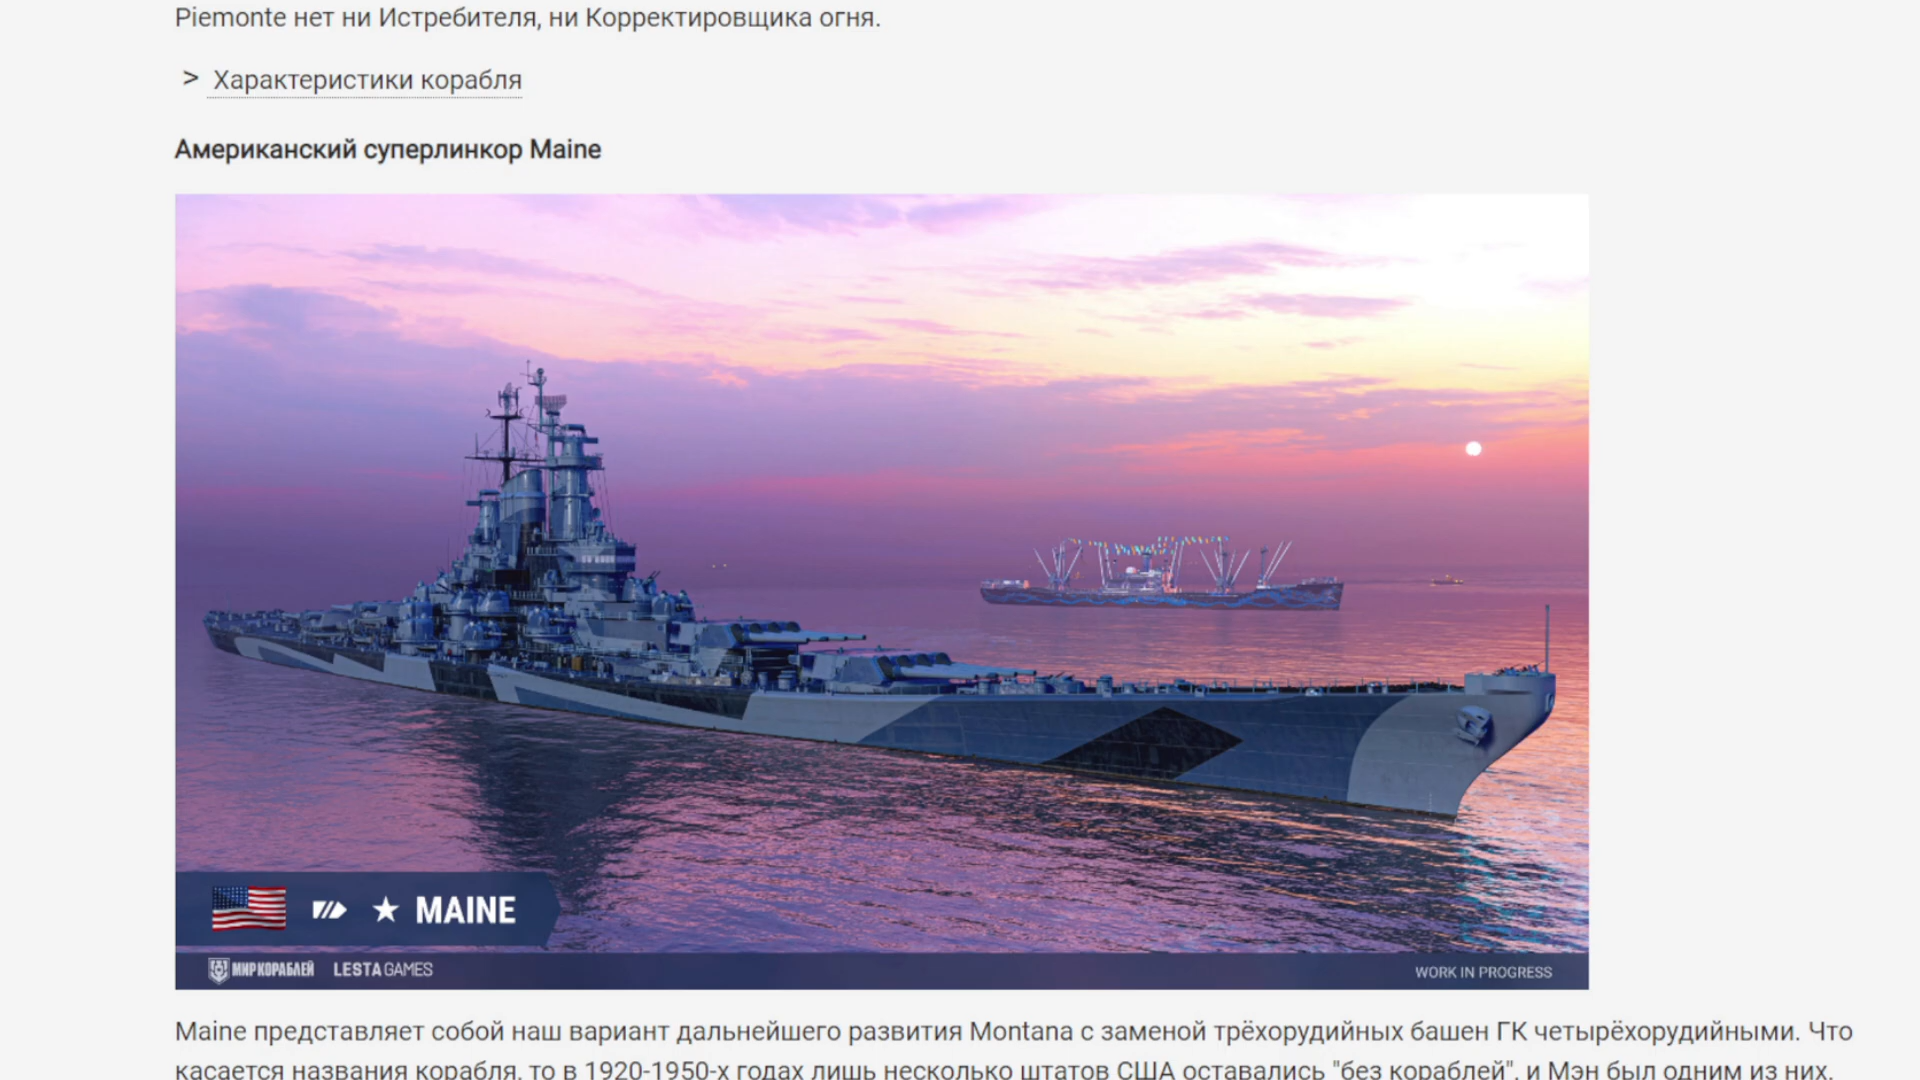 Piemonte нет ни Истребителя, ни Корректировщика огня.
> Характеристики корабля
Американский суперлинкор Maine
★ MAINE
МИР КОРАБЛЕЙ LESTA GAMES
WORK IN PROGRESS
Maine представляет собой наш вариант дальнейшего развития Montana с заменой трёхорудийных башен ГК четырёхорудийными. Что
касается названия корабля, то в 1920-1950-х годах лишь несколько штатов США оставались "без кораблей", и Мэн был одним из них.